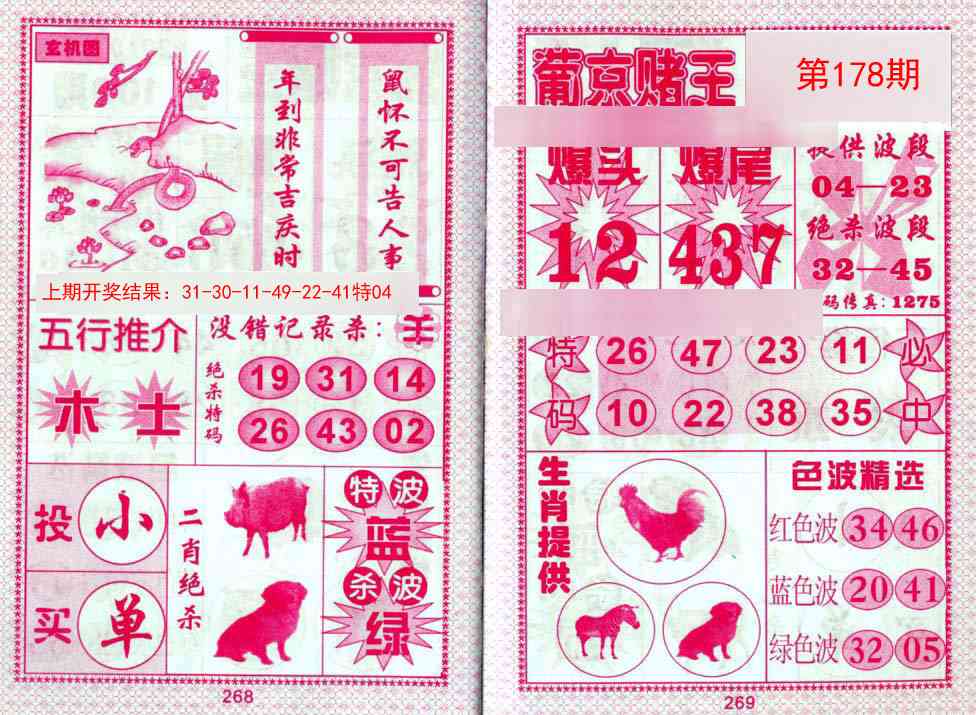 玄机图
年到非常吉庆时
鼠怀不可告人事
上期开奖结果：31-30-11-49-22-41特04
五行推介
木 土
没错记录杀：羊
绝杀特码
19 31 14
26 43 02
投 小
买 单
二肖绝杀
特波
蓝
杀波
绿
268
葡京赌王
第178期
爆头
12
爆尾
437
提供波段
04—23
绝杀波段
32—45
码传真：1275
特码
26 47 23 11
10 22 38 35
必中
生肖提供
色波精选
红色波 34 46
蓝色波 20 41
绿色波 32 05
269